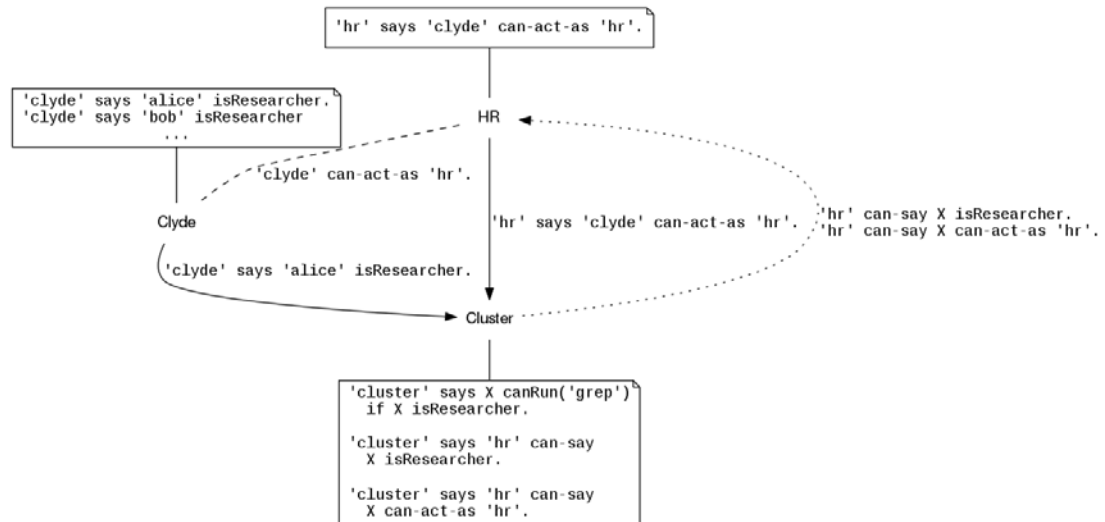 'hr' says 'clyde' can-act-as 'hr'.
'clyde' says 'alice' isResearcher.
'clyde' says 'bob' isResearcher
...
HR
'clyde' can-act-as 'hr'.
Clyde
'hr' says 'clyde' can-act-as 'hr'.
'hr' can-say X isResearcher.
'hr' can-say X can-act-as 'hr'.
'clyde' says 'alice' isResearcher.
Cluster
'cluster' says X canRun('grep')
if X isResearcher.
'cluster' says 'hr' can-say
X isResearcher.
'cluster' says 'hr' can-say
X can-act-as 'hr'.